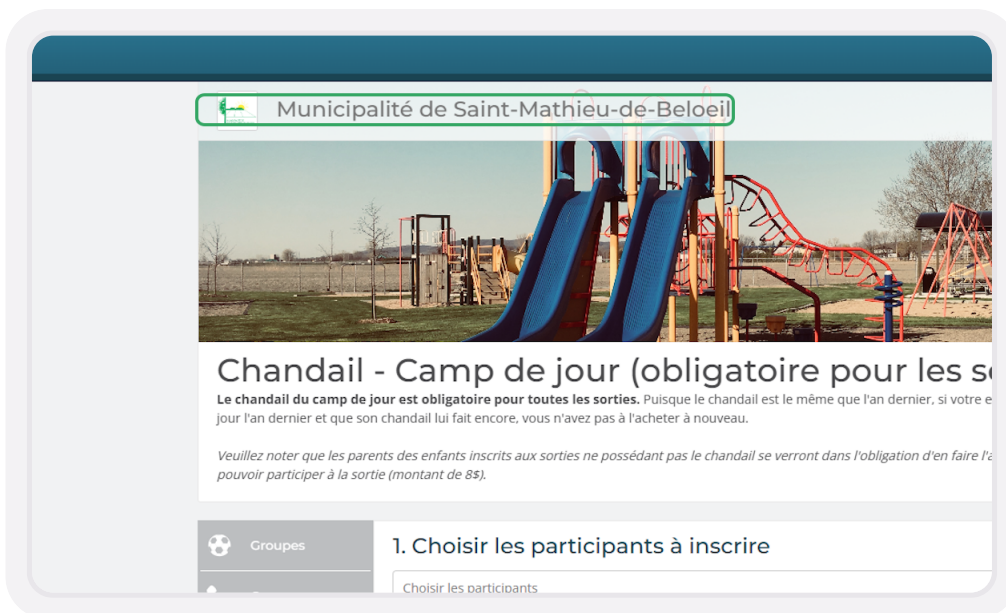 Municipalité de Saint-Mathieu-de-Beloeil
Chandail - Camp de jour (obligatoire pour les
Le chandail du camp de jour est obligatoire pour toutes les sorties. Puisque le chandail est le même que l'an dernier, si votre
jour l'an dernier et que son chandail lui fait encore, vous n'avez pas à l'acheter à nouveau.
Veuillez noter que les parents des enfants inscrits aux sorties ne possédant pas le chandail se verront dans l'obligation d'en faire
pouvoir participer à la sortie (montant de 8$).
Groupes
1. Choisir les participants à inscrire
Choisir les participants